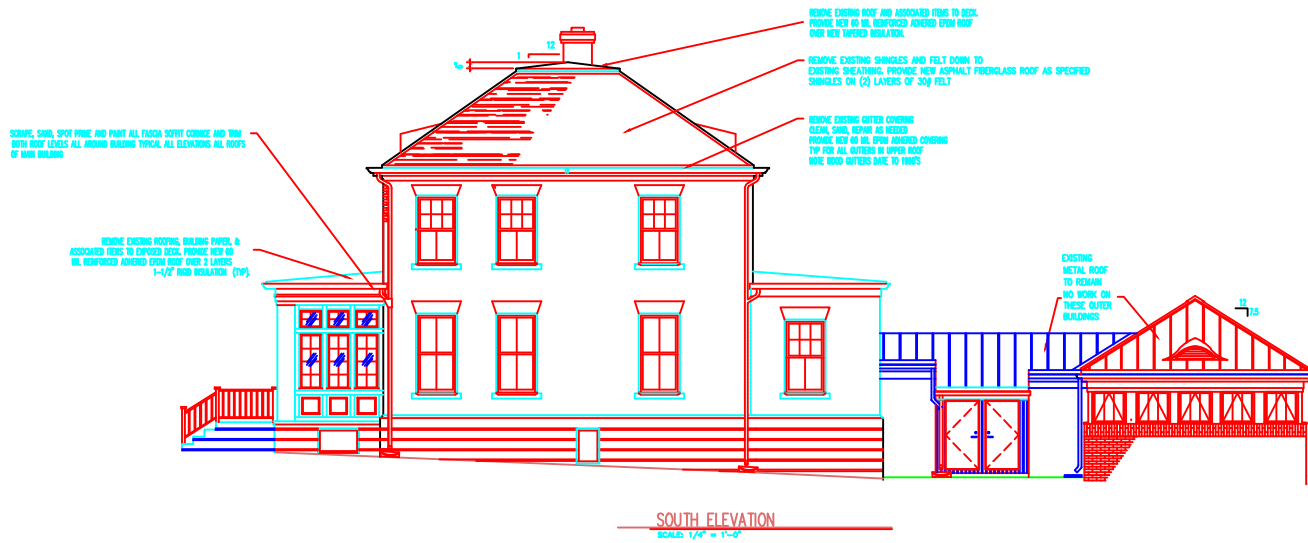 REMOVE EXISTING ROOF AND ASSOCIATED ITEMS TO DECK.
PROVIDE NEW 60 MIL REINFORCED ADHERED EPDM ROOF
OVER NEW TAPERED INSULATION.
12
1
6"
REMOVE EXISTING SHINGLES AND FELT DOWN TO
EXISTING SHEATHING. PROVIDE NEW ASPHALT FIBERGLASS ROOF AS SPECIFIED
SHINGLES ON (2) LAYERS OF 30# FELT
REMOVE EXISTING GUTTER COVERING
CLEAN, SAND, REPAIR AS NEEDED
PROVIDE NEW 60 MIL EPDM ADHERED COVERING
TYP FOR ALL GUTTERS IN UPPER ROOF
NOTE WOOD GUTTERS DATE TO
SCRAPE, SAND, SPOT PRIME AND PAINT ALL FASCIA SOFFIT CORNICE AND TRIM
BOTH ROOF LEVELS ALL AROUND BUILDING TYPICAL ALL ELEVATIONS ALL ROOFS
OF MAIN BUILDING
REMOVE EXISTING ROOFING, BUILDING PAPER, &
ASSOCIATED ITEMS TO EXPOSED DECK. PROVIDE NEW 60
MIL REINFORCED ADHERED EPDM ROOF OVER 2 LAYERS
1-1/2" RIGID INSULATION (TYP).
EXISTING
METAL ROOF
TO REMAIN
NO WORK ON
THESE OUTER
BUILDINGS
12
7.5
SOUTH ELEVATION
SCALE: 1/4" = 1'-0"